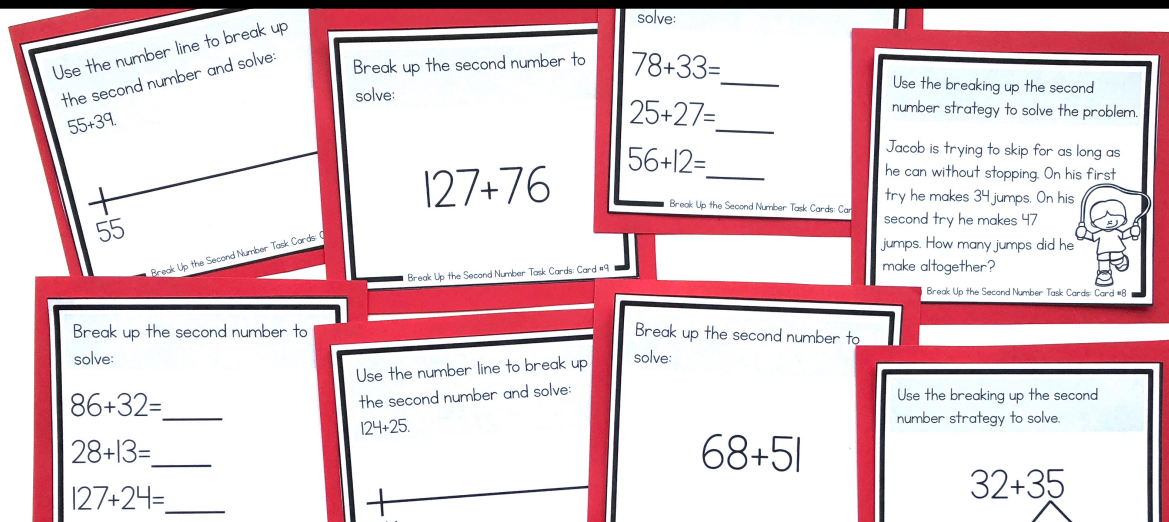 Use the number line to break up
the second number and solve:
55+39.
55
Break Up the Second Number Task Cards:
Break up the second number to
solve:
127+76
Break Up the Second Number Task Cards: Card #9
solve:
78+33=____
25+27=____
56+12=____
Break Up the Second Number Task Cards:
Use the breaking up the second
number strategy to solve the problem.
Jacob is trying to skip for as long as
he can without stopping. On his first
try he makes 34 jumps. On his
second try he makes 47
jumps. How many jumps did he
make altogether?
Break Up the Second Number Task Cards: Card #8
Break up the second number to
solve:
86+32=____
28+13=____
127+24=____
Use the number line to break up
the second number and solve:
124+25.
Break up the second number to
solve:
68+51
Use the breaking up the second
number strategy to solve.
32+35